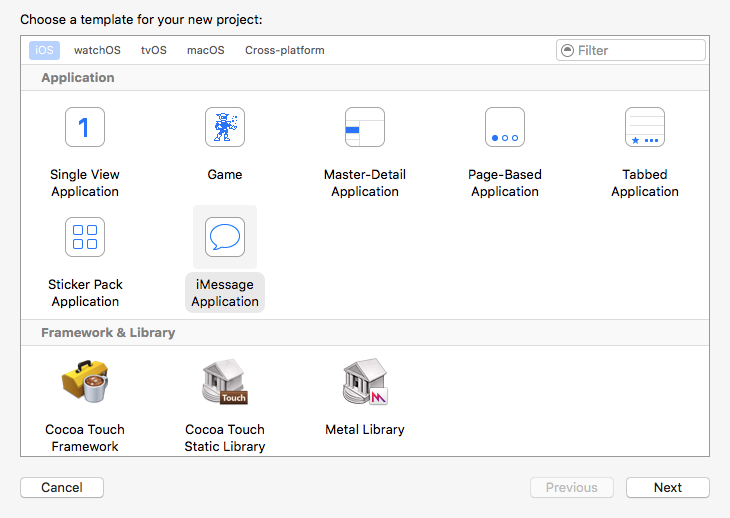 Choose a template for your new project:
iOS watchOS tvOS macOS Cross-platform Filter
Application
1
Single View Application
Game
Master-Detail Application
Page-Based Application
Tabbed Application
Sticker Pack Application
iMessage Application
Framework & Library
Touch
Cocoa Touch Framework
Cocoa Touch Static Library
Metal Library
Cancel Previous Next